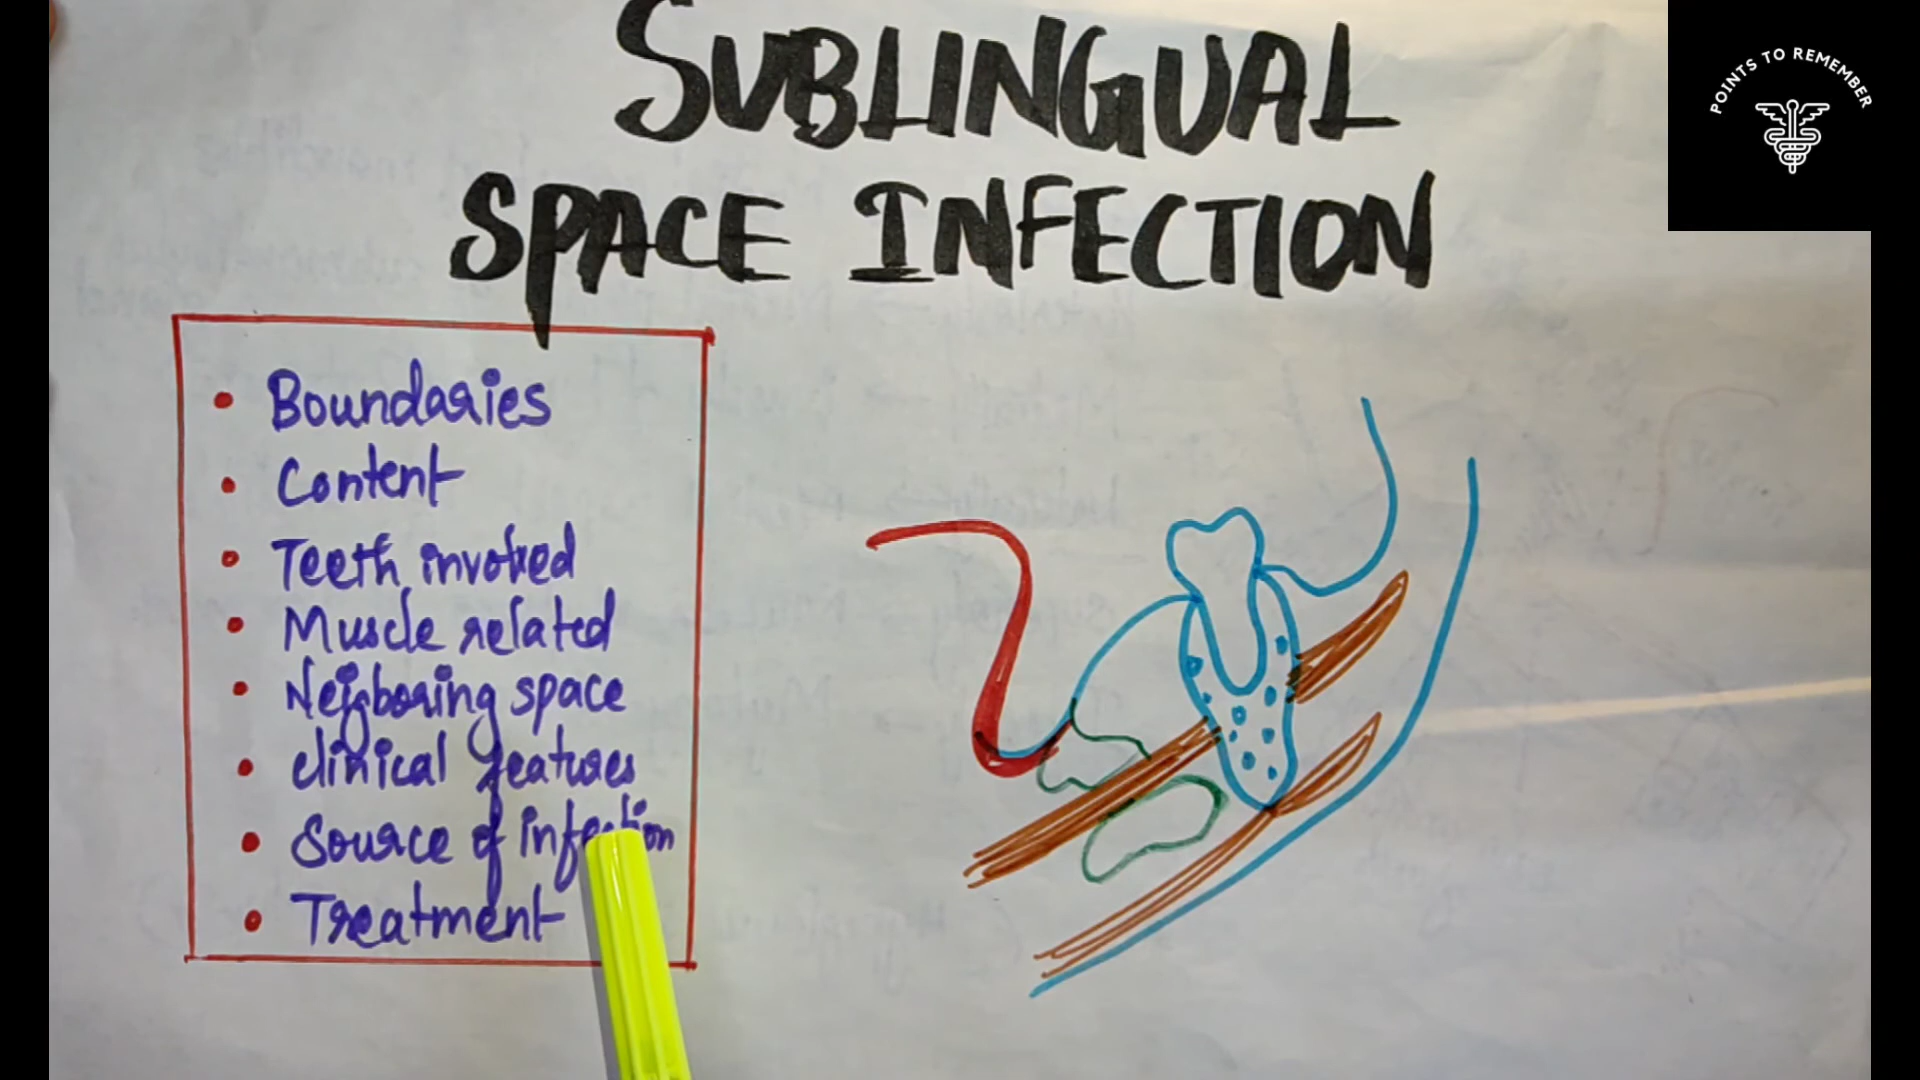 SUBLINGUAL
SPACE INFECTION
POINTS TO REMEMBER
• Boundaries
• Content
• Teeth involved
• Muscle related
• Neigboring space
• clinical features
• Source of infection
• Treatment